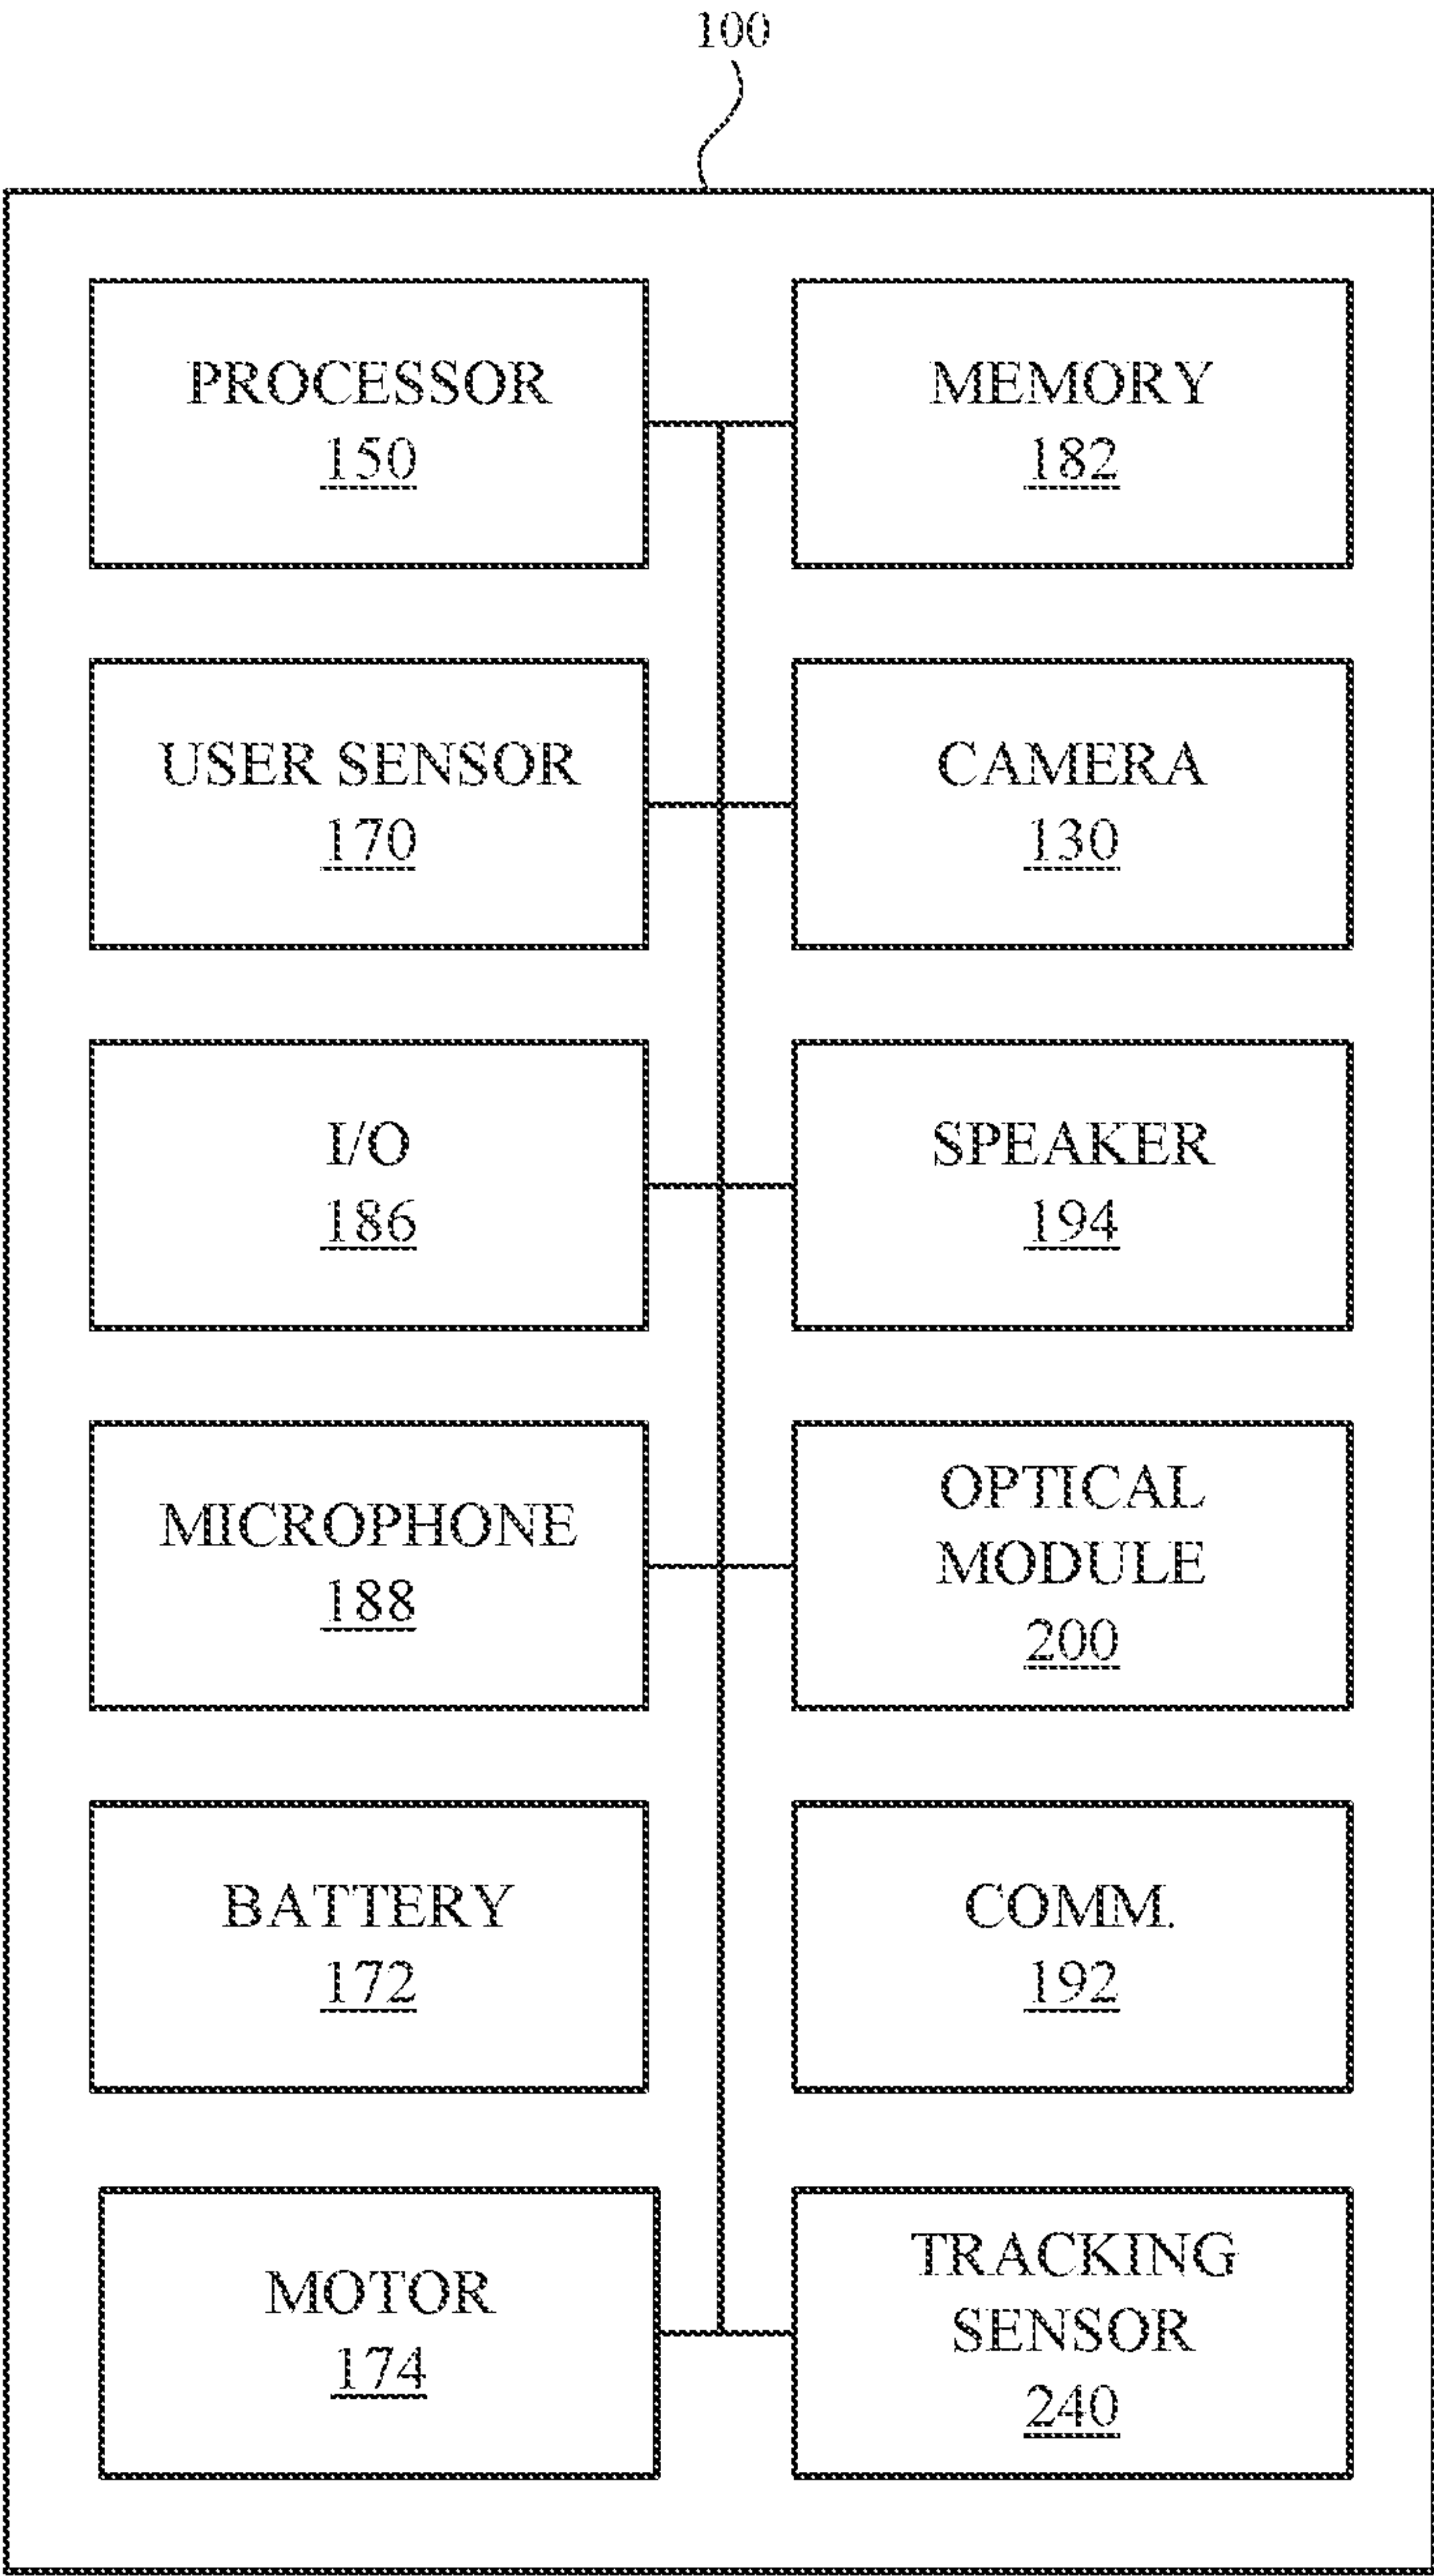 100
PROCESSOR
150
MEMORY
182
USER SENSOR
170
CAMERA
130
I/O
186
SPEAKER
194
MICROPHONE
188
OPTICAL
MODULE
200
BATTERY
172
COMM.
192
MOTOR
174
TRACKING
SENSOR
240